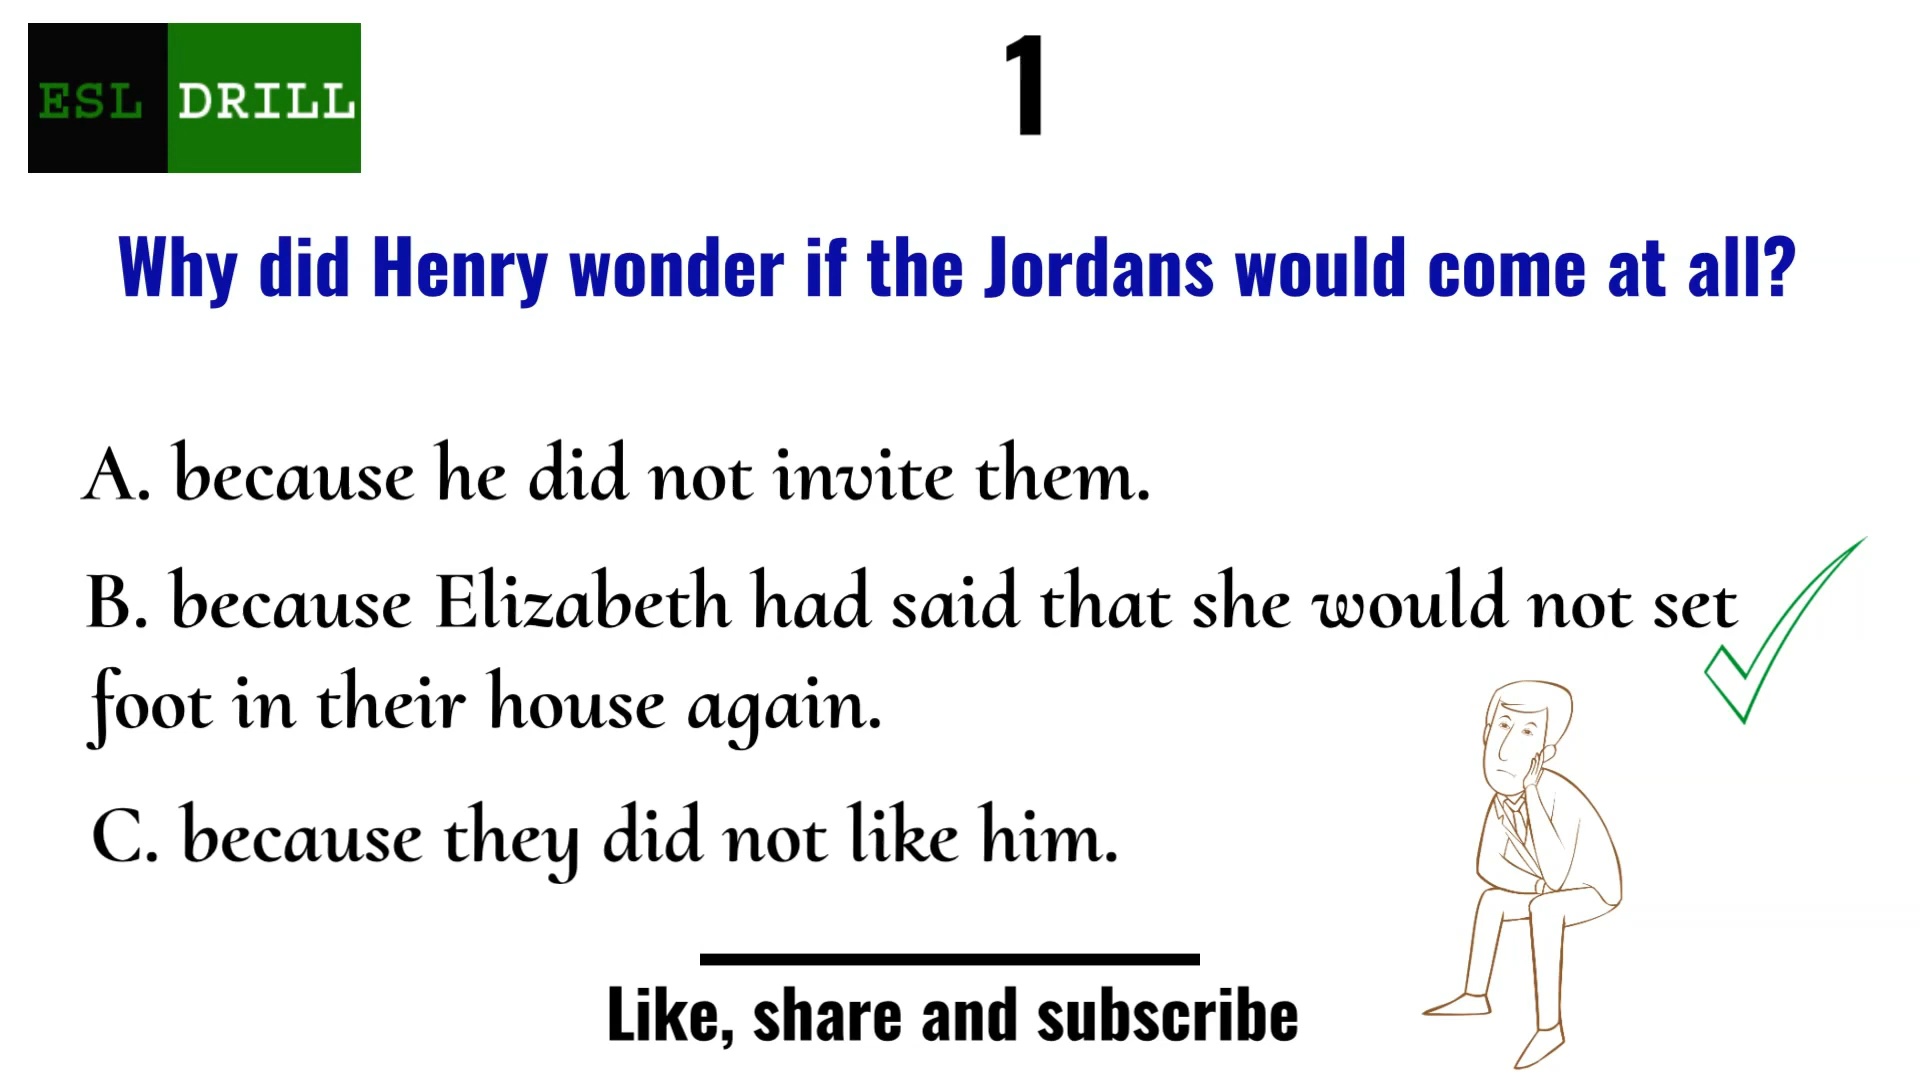 ESL DRILL
1
Why did Henry wonder if the Jordans would come at all?
A. because he did not invite them.
B. because Elizabeth had said that she would not set
foot in their house again.
C. because they did not like him.
Like, share and subscribe